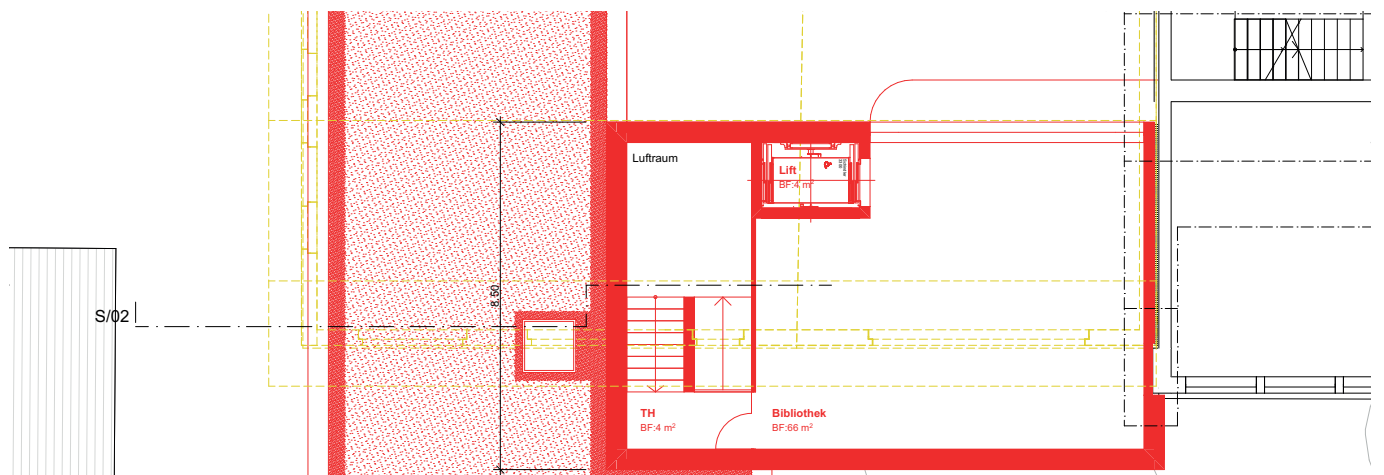 Luftraum
Lift
BF:4 m²
8.50
S/02
TH
BF:4 m²
Bibliothek
BF:66 m²